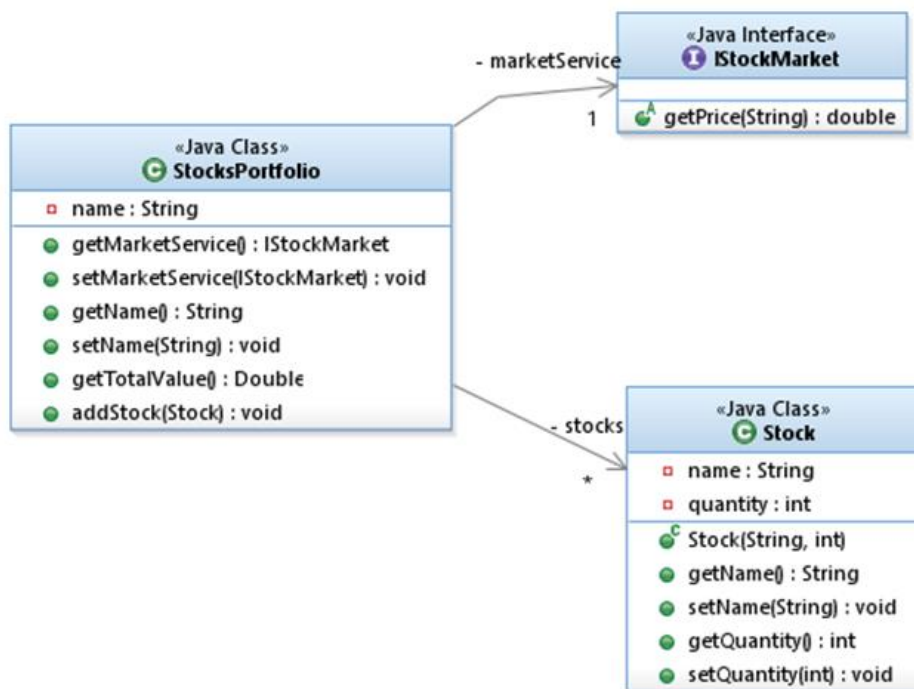 «Java Interface»
IStockMarket
- marketService
1
getPrice(String) : double
«Java Class»
StocksPortfolio
name : String
getMarketService() : IStockMarket
setMarketService(IStockMarket) : void
getName() : String
setName(String) : void
getTotalValue() : Double
addStock(Stock) : void
- stocks
*
«Java Class»
Stock
name : String
quantity : int
Stock(String, int)
getName() : String
setName(String) : void
getQuantity() : int
setQuantity(int) : void